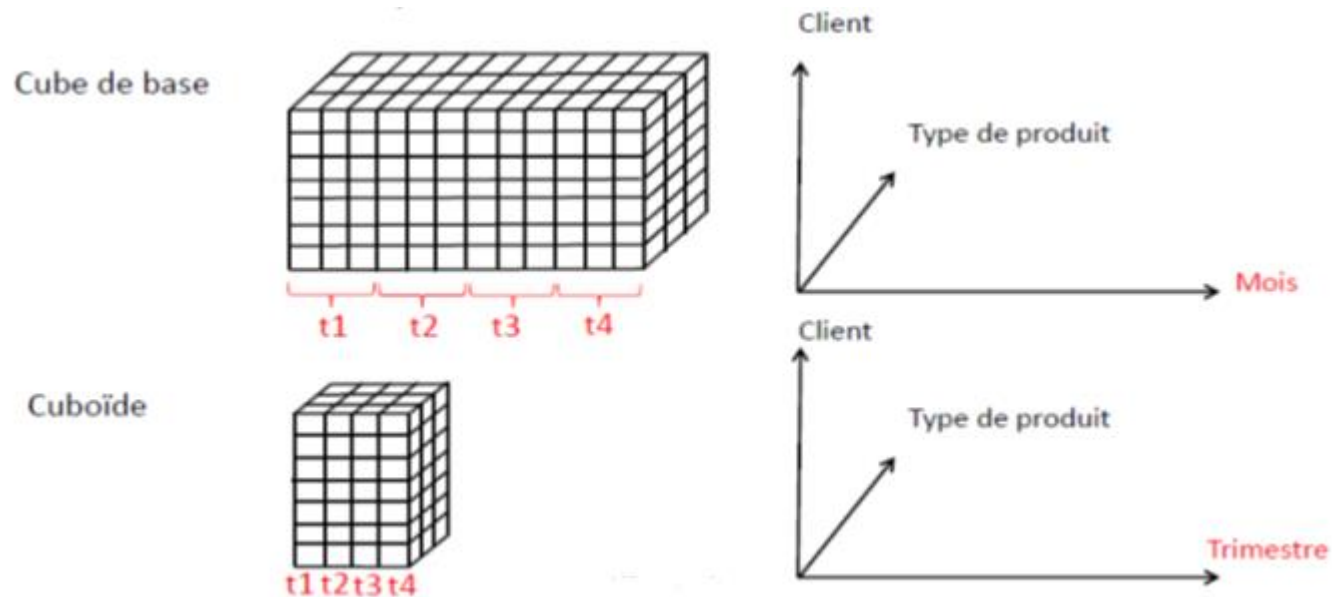 Client
Cube de base
Type de produit
Mois
t1 t2 t3 t4
Client
Cuboïde
Type de produit
Trimestre
t1 t2 t3 t4